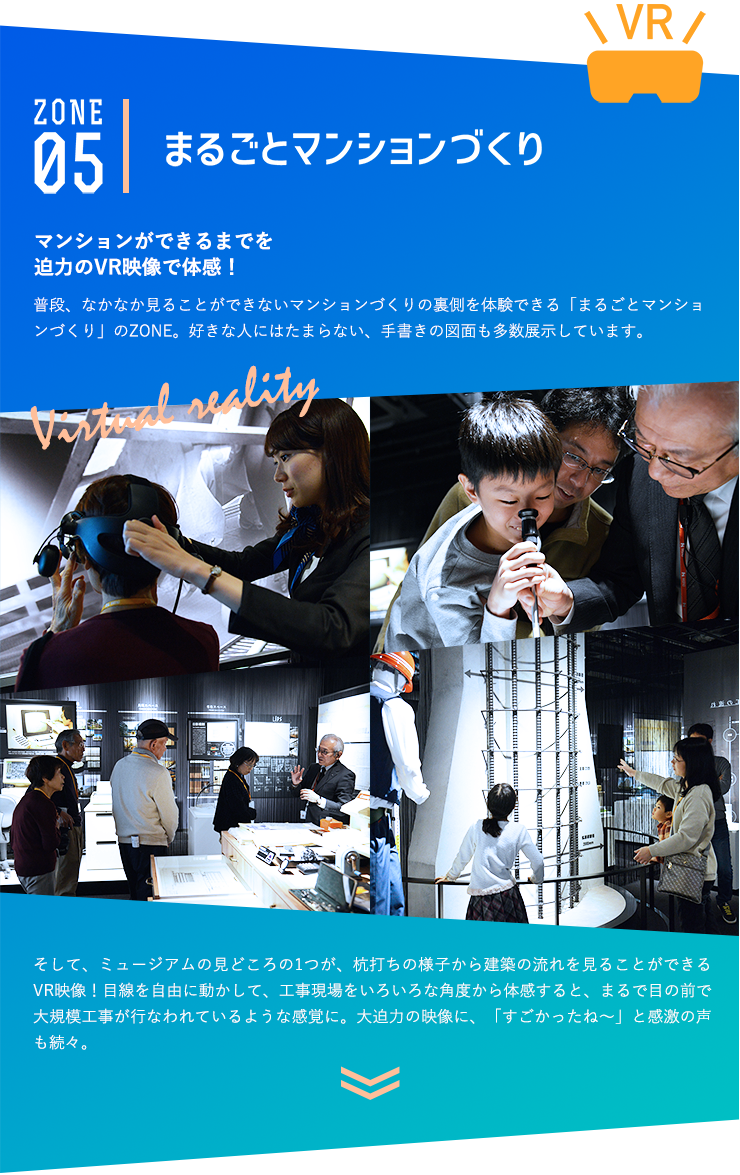 VR
ZONE
05
まるごとマンションづくり
マンションができるまでを
迫力のVR映像で体感！
普段、なかなか見ることができないマンションづくりの裏側を体験できる「まるごとマンショ
ンづくり」のZONE。好きな人にはたまらない、手書きの図面も多数展示しています。
Virtual reality
そして、ミュージアムの見どころの1つが、杭打ちの様子から建築の流れを見ることができる
VR映像！目線を自由に動かして、工事現場をいろいろな角度から体感すると、まるで目の前で
大規模工事が行なわれているような感覚に。大迫力の映像に、「すごかったね～」と感激の声
も続々。